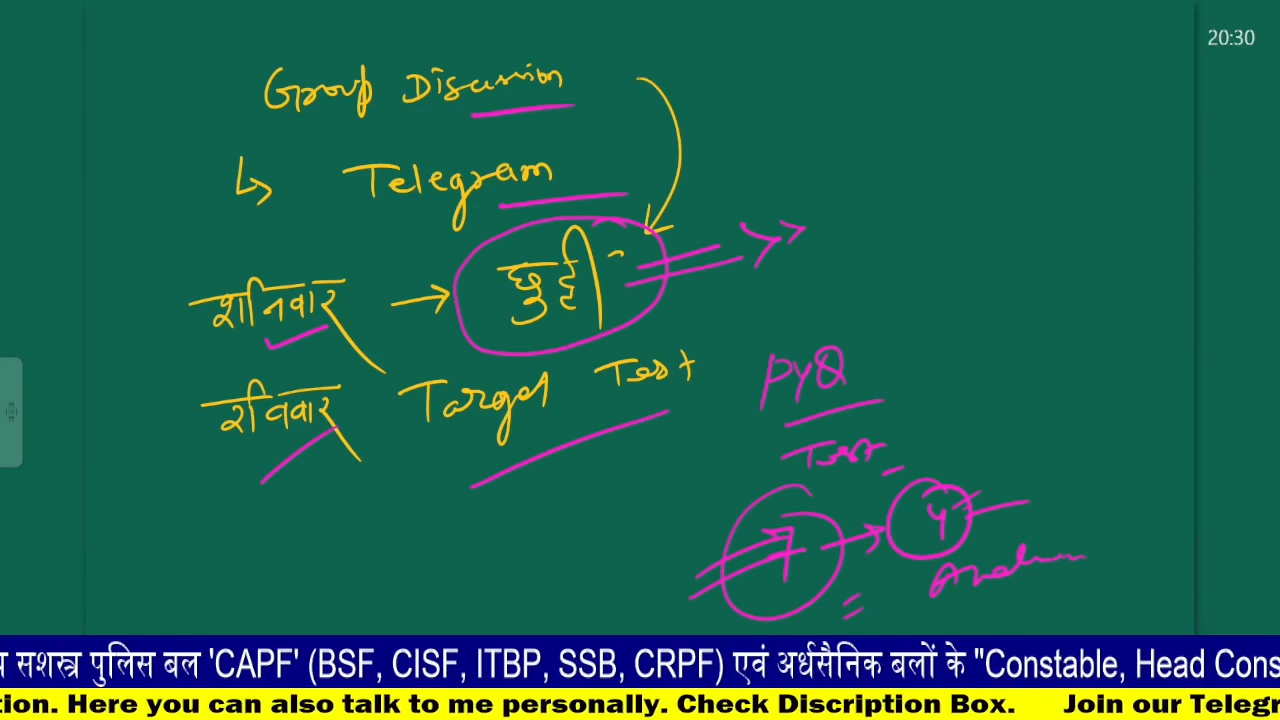 20:30
Group Discussion
↳ Telegram
शनिवार → छुट्टी
रविवार Target Test
PYQ
Test
7 → 4
य सशस्त्र पुलिस बल 'CAPF' (BSF, CISF, ITBP, SSB, CRPF) एवं अर्धसैनिक बलों के "Constable, Head Cons
tion. Here you can also talk to me personally. Check Discription Box. Join our Telegr